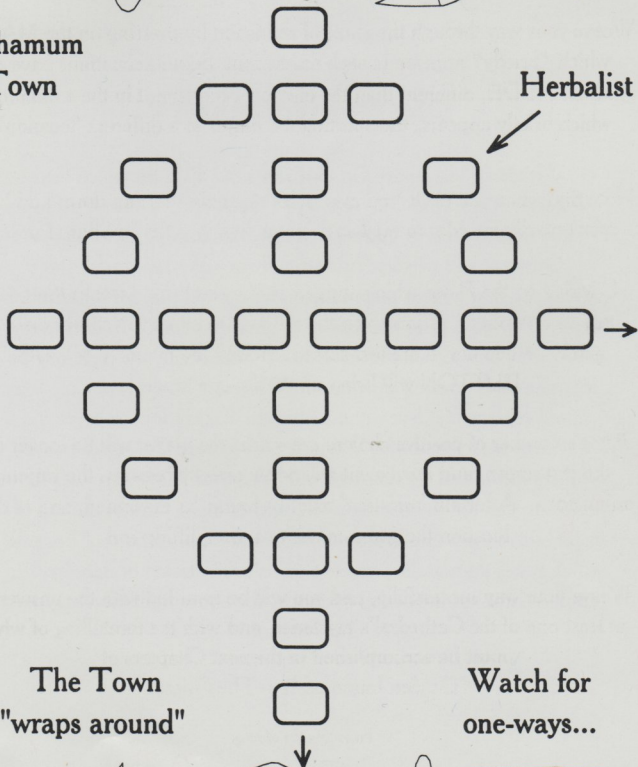 Town
Herbalist
The Town
"wraps around"
Watch for
one-ways...